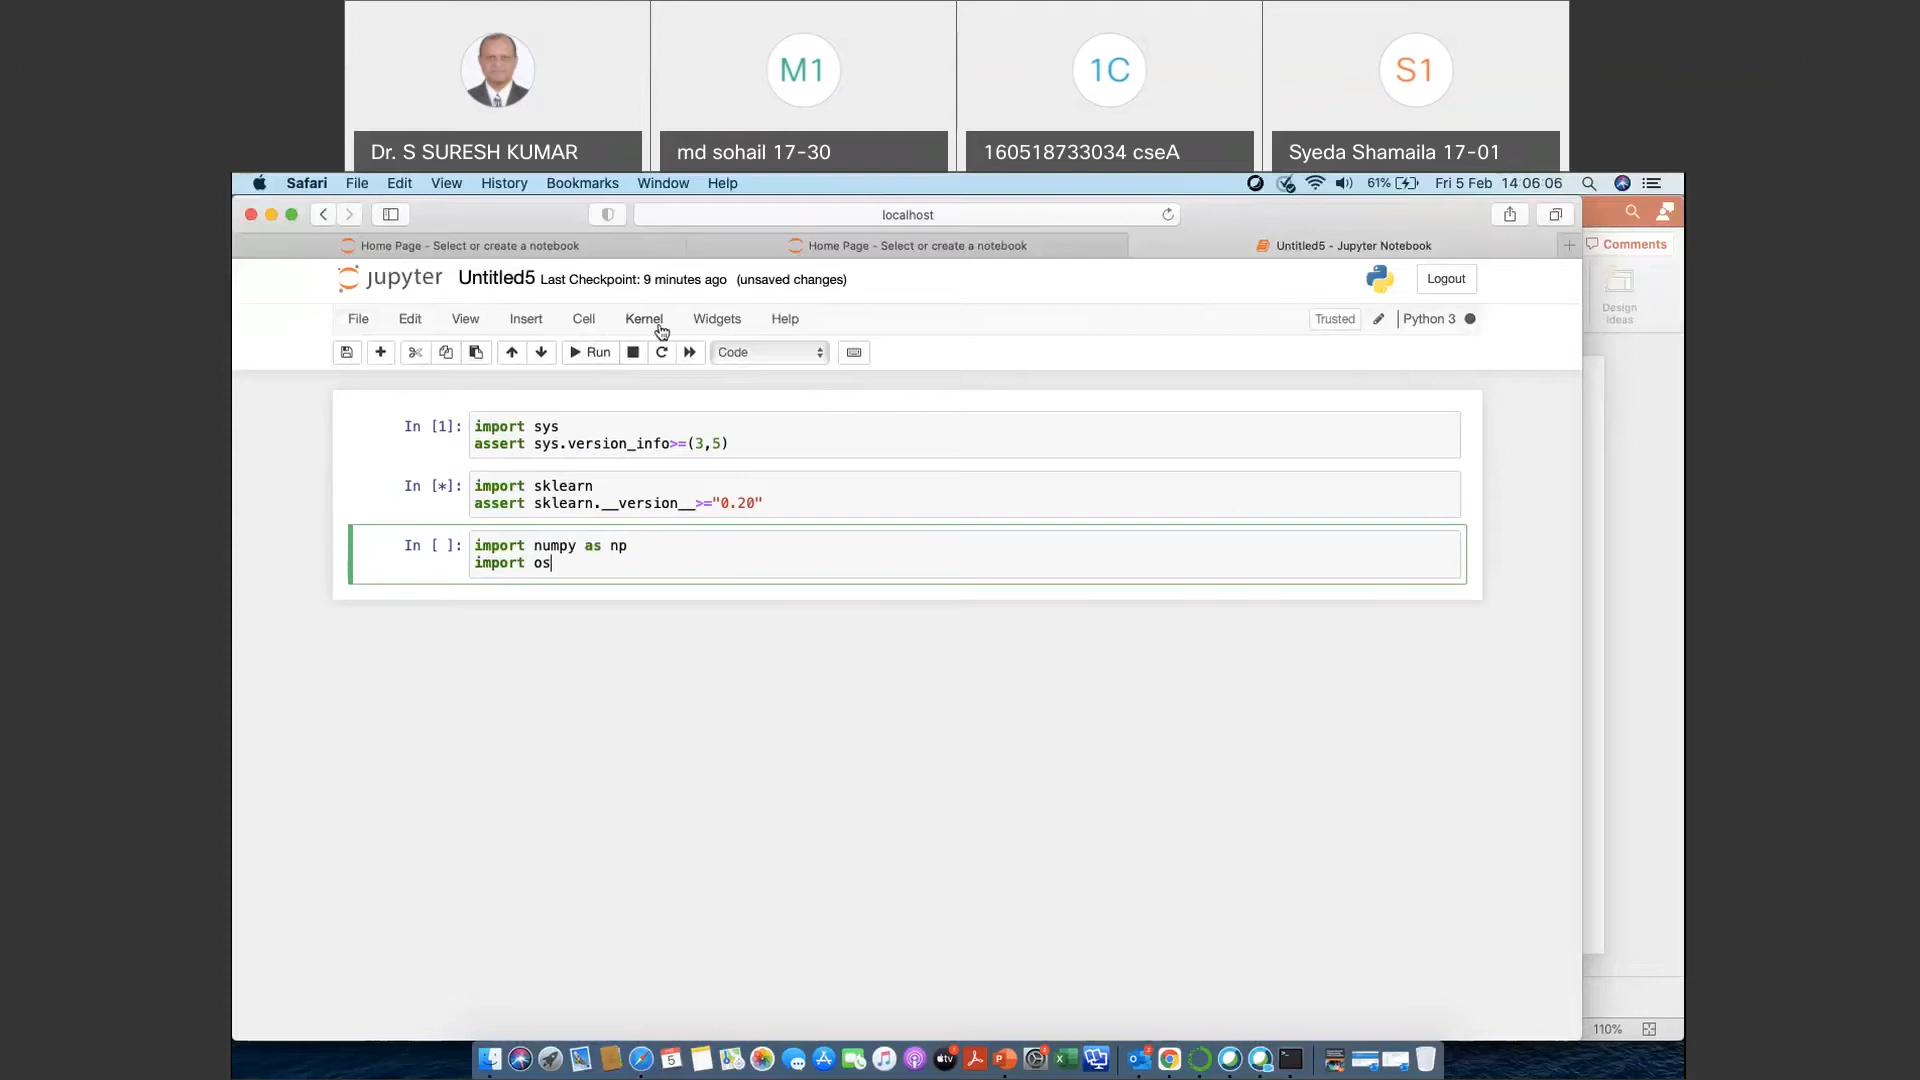 M1
1C
S1
Dr. S SURESH KUMAR
md sohail 17-30
160518733034 cseA
Syeda Shamaila 17-01
Safari File Edit View History Bookmarks Window Help
61% Fri 5 Feb 14:06:06
localhost
Home Page - Select or create a notebook
Home Page - Select or create a notebook
Untitled5 - Jupyter Notebook
Comments
jupyter Untitled5 Last Checkpoint: 9 minutes ago (unsaved changes)
Logout
Design
Ideas
File Edit View Insert Cell Kernel Widgets Help
Trusted
Python 3
Run
Code
In [1]: import sys
assert sys.version_info>=(3,5)
In [*]: import sklearn
assert sklearn.__version__>="0.20"
In [ ]: import numpy as np
import os
110%
5
tv